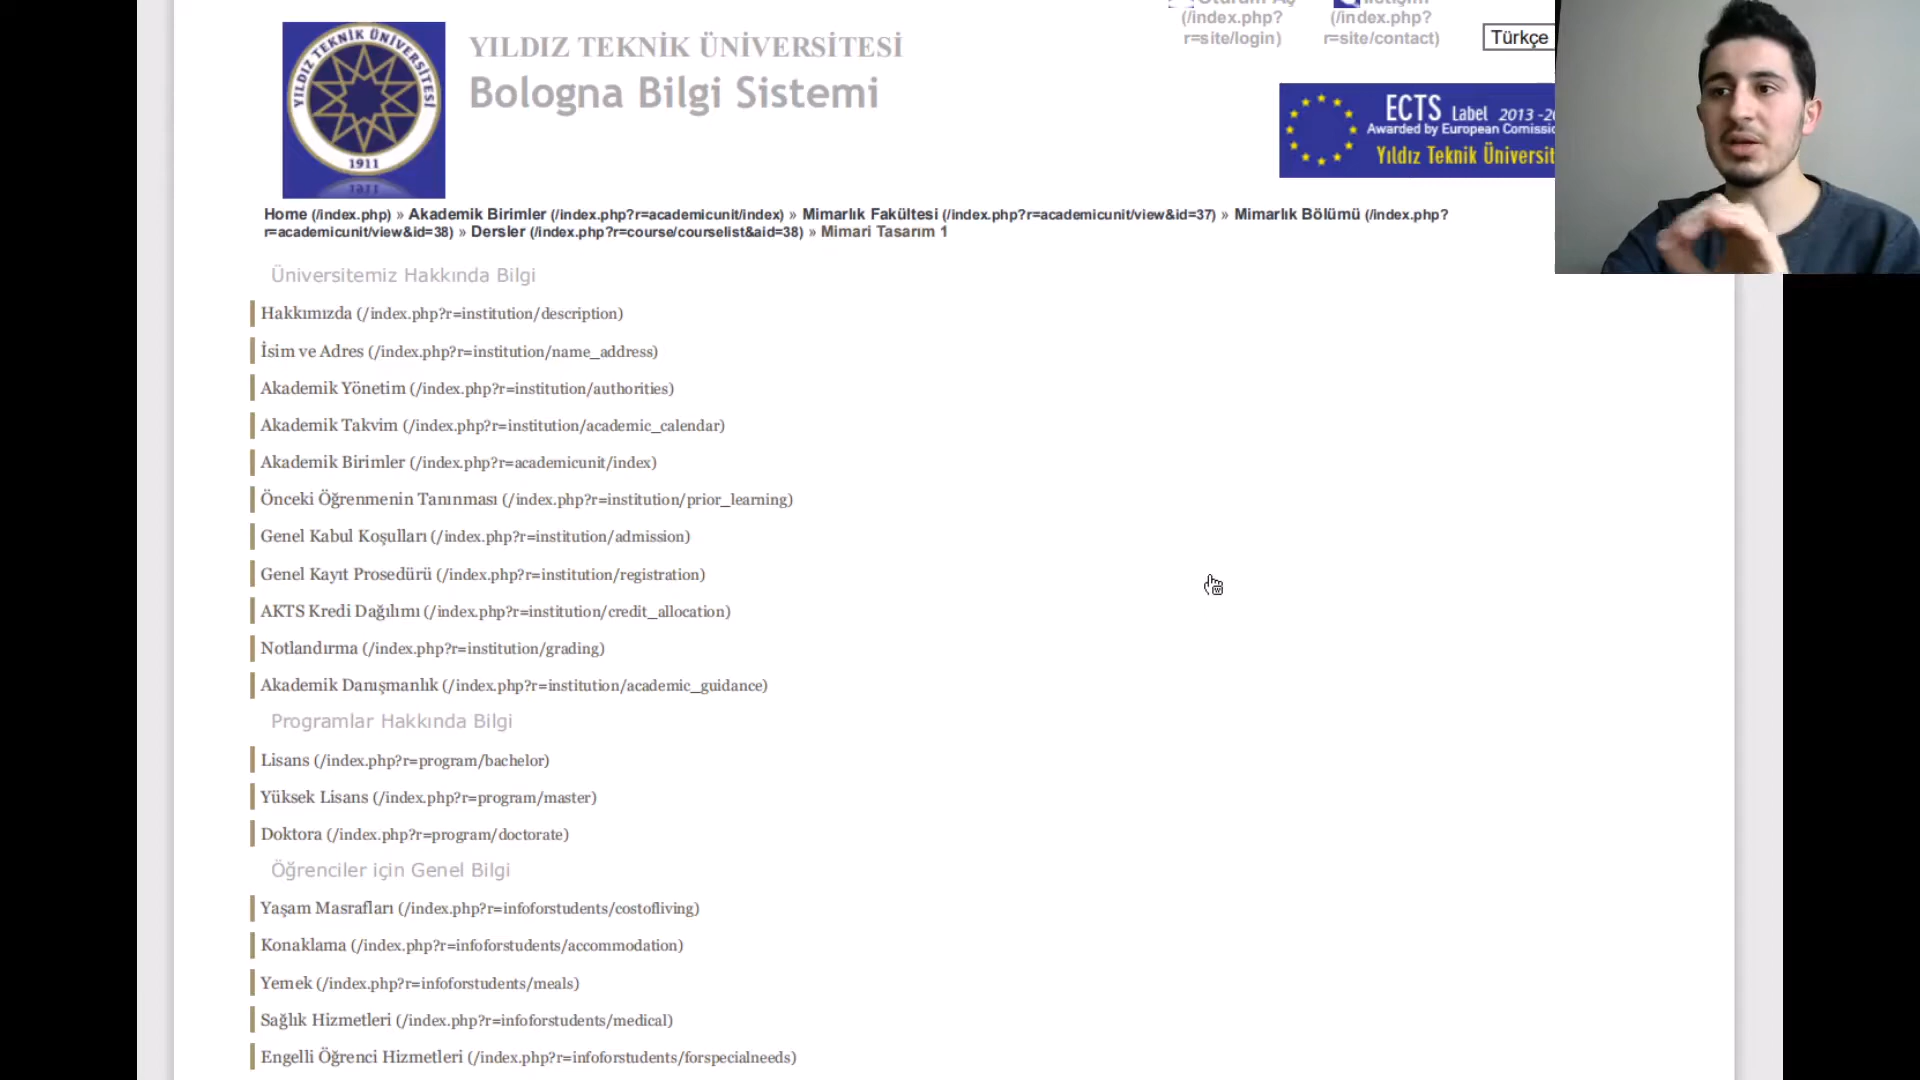 YILDIZ TEKNİK ÜNİVERSİTESİ
1911
YILDIZ TEKNİK ÜNİVERSİTESİ
Bologna Bilgi Sistemi
(/index.php?
r=site/login)
(/index.php?
r=site/contact)
Türkçe
ECTS Label 2013
Awarded by European
Yıldız Teknik
Home (/index.php) » Akademik Birimler (/index.php?r=academicunit/index) » Mimarlık Fakültesi (/index.php?r=academicunit/view&id=37) » Mimarlık Bölümü (/index.php?
r=academicunit/view&id=38) » Dersler (/index.php?r=course/courselist&aid=38) » Mimari Tasarım 1
Üniversitemiz Hakkında Bilgi
Hakkımızda (/index.php?r=institution/description)
İsim ve Adres (/index.php?r=institution/name_address)
Akademik Yönetim (/index.php?r=institution/authorities)
Akademik Takvim (/index.php?r=institution/academic_calendar)
Akademik Birimler (/index.php?r=academicunit/index)
Önceki Öğrenmenin Tanınması (/index.php?r=institution/prior_learning)
Genel Kabul Koşulları (/index.php?r=institution/admission)
Genel Kayıt Prosedürü (/index.php?r=institution/registration)
AKTS Kredi Dağılımı (/index.php?r=institution/credit_allocation)
Notlandırma (/index.php?r=institution/grading)
Akademik Danışmanlık (/index.php?r=institution/academic_guidance)
Programlar Hakkında Bilgi
Lisans (/index.php?r=program/bachelor)
Yüksek Lisans (/index.php?r=program/master)
Doktora (/index.php?r=program/doctorate)
Öğrenciler için Genel Bilgi
Yaşam Masrafları (/index.php?r=infoforstudents/costofliving)
Konaklama (/index.php?r=infoforstudents/accommodation)
Yemek (/index.php?r=infoforstudents/meals)
Sağlık Hizmetleri (/index.php?r=infoforstudents/medical)
Engelli Öğrenci Hizmetleri (/index.php?r=infoforstudents/forspecialneeds)